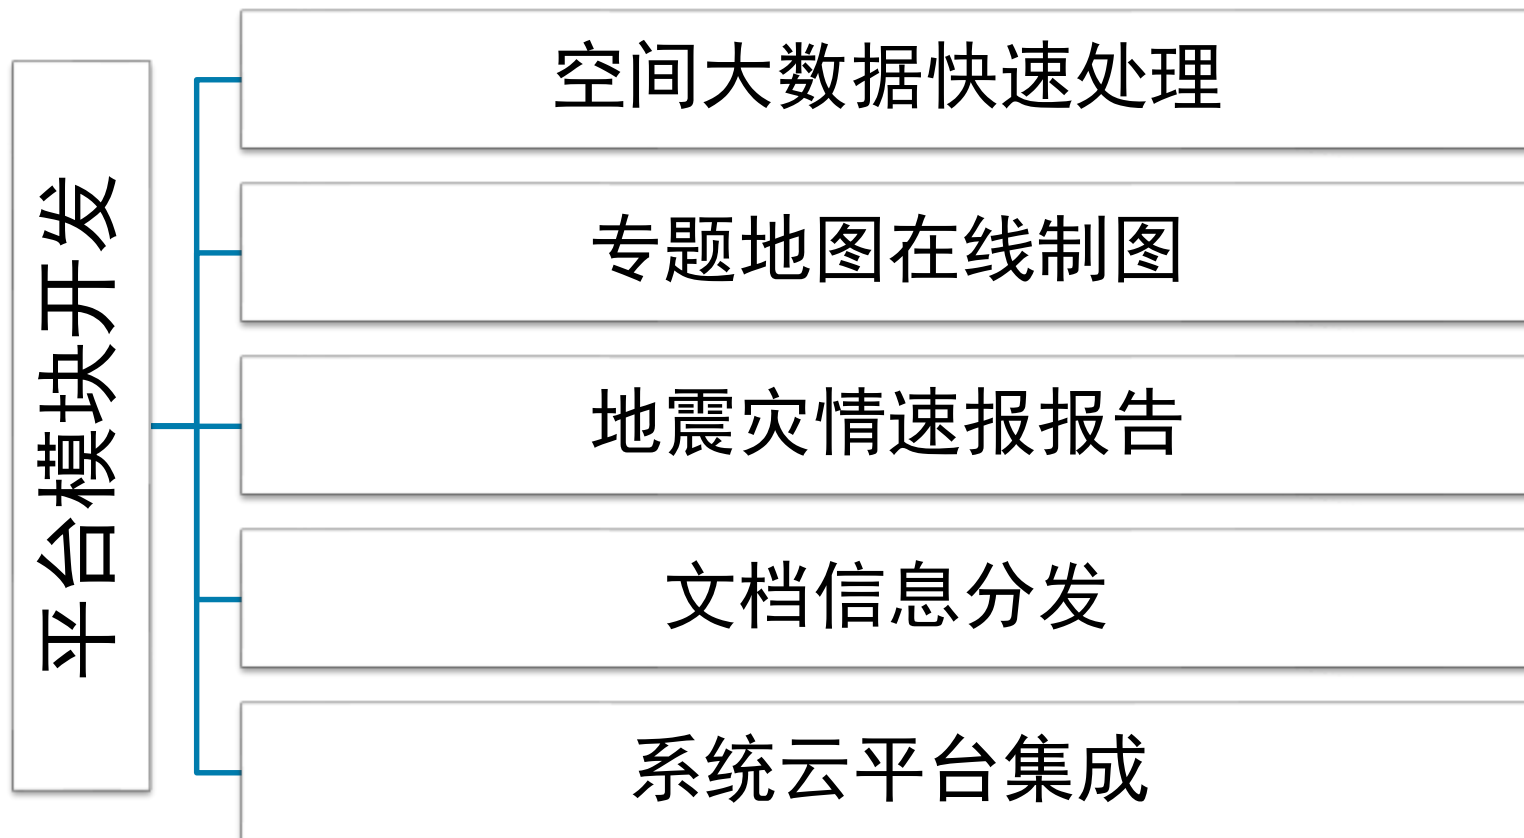 平台模块开发
空间大数据快速处理
专题地图在线制图
地震灾情速报报告
文档信息分发
系统云平台集成